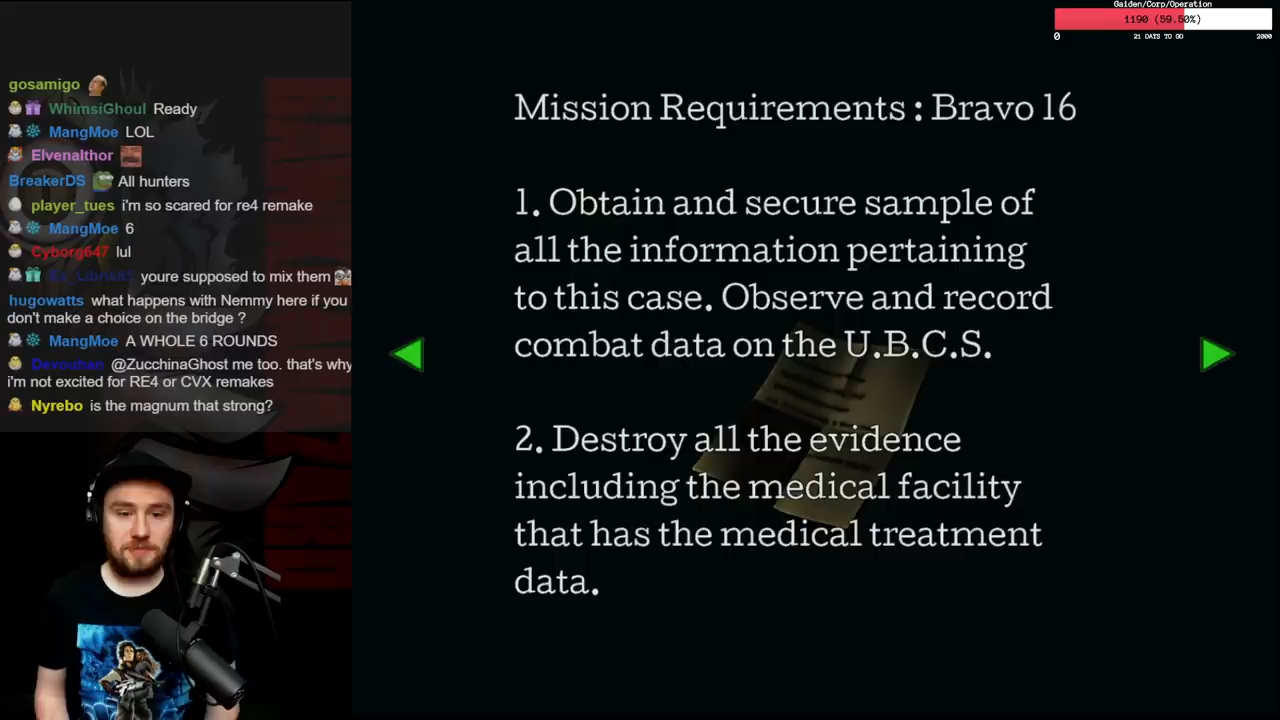 Gaiden/Corp/Operation
1190 (59.50%)
0
21 DAYS TO GO
2000
gosamigo
WhimsiGhoul Ready
MangMoe LOL
Elvenalthor
BreakerDS All hunters
player_tues i'm so scared for re4 remake
MangMoe 6
Cyborg647 lul
youre supposed to mix them
hugowatts what happens with Nemmy here if you
don't make a choice on the bridge ?
MangMoe A WHOLE 6 ROUNDS
Devouhan @ZucchinaGhost me too. that's why
i'm not excited for RE4 or CVX remakes
Nyrebo is the magnum that strong?
Mission Requirements : Bravo 16
1. Obtain and secure sample of
all the information pertaining
to this case. Observe and record
combat data on the U.B.C.S.
2. Destroy all the evidence
including the medical facility
that has the medical treatment
data.